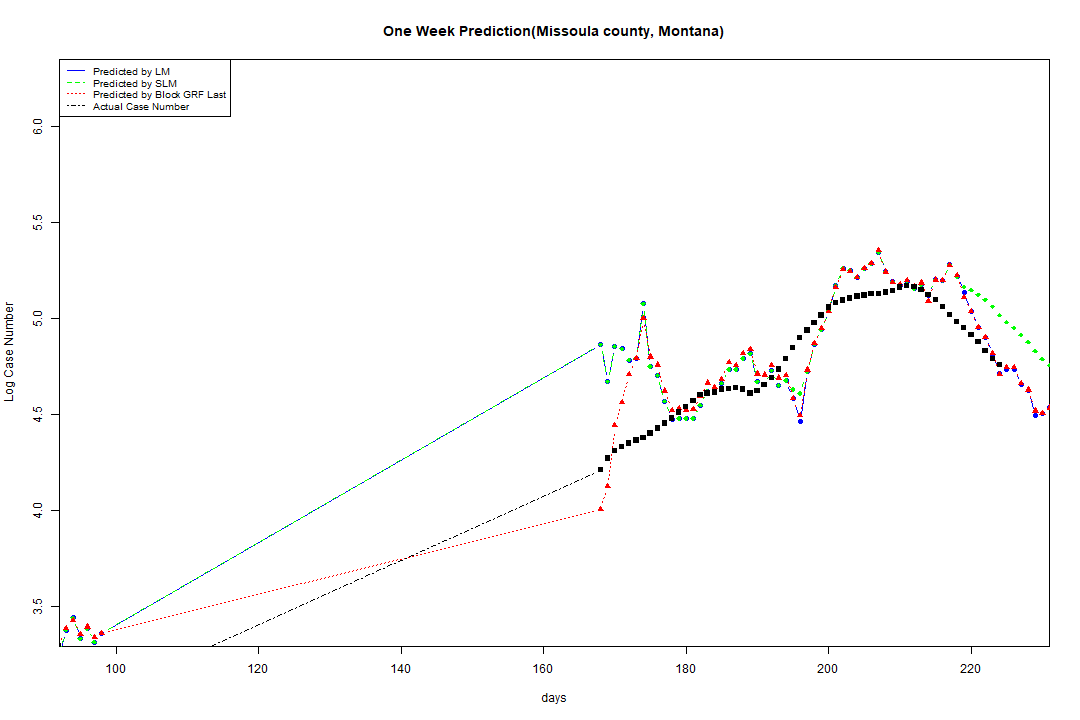 One Week Prediction(Missoula county, Montana)
Predicted by LM
Predicted by SLM
Predicted by Block GRF Last
Actual Case Number
6.0
5.5
5.0
4.5
4.0
3.5
Log Case Number
100 120 140 160 180 200 220
days